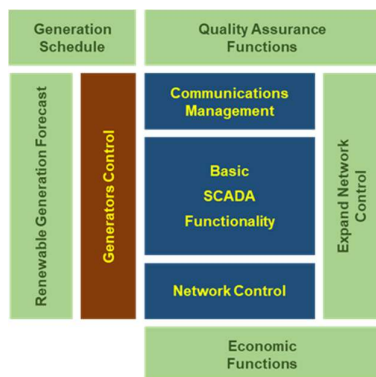 Generation
Schedule
Quality Assurance
Functions
Renewable Generation Forecast
Generators Control
Communications
Management
Basic
SCADA
Functionality
Network Control
Expand Network
Control
Economic
Functions